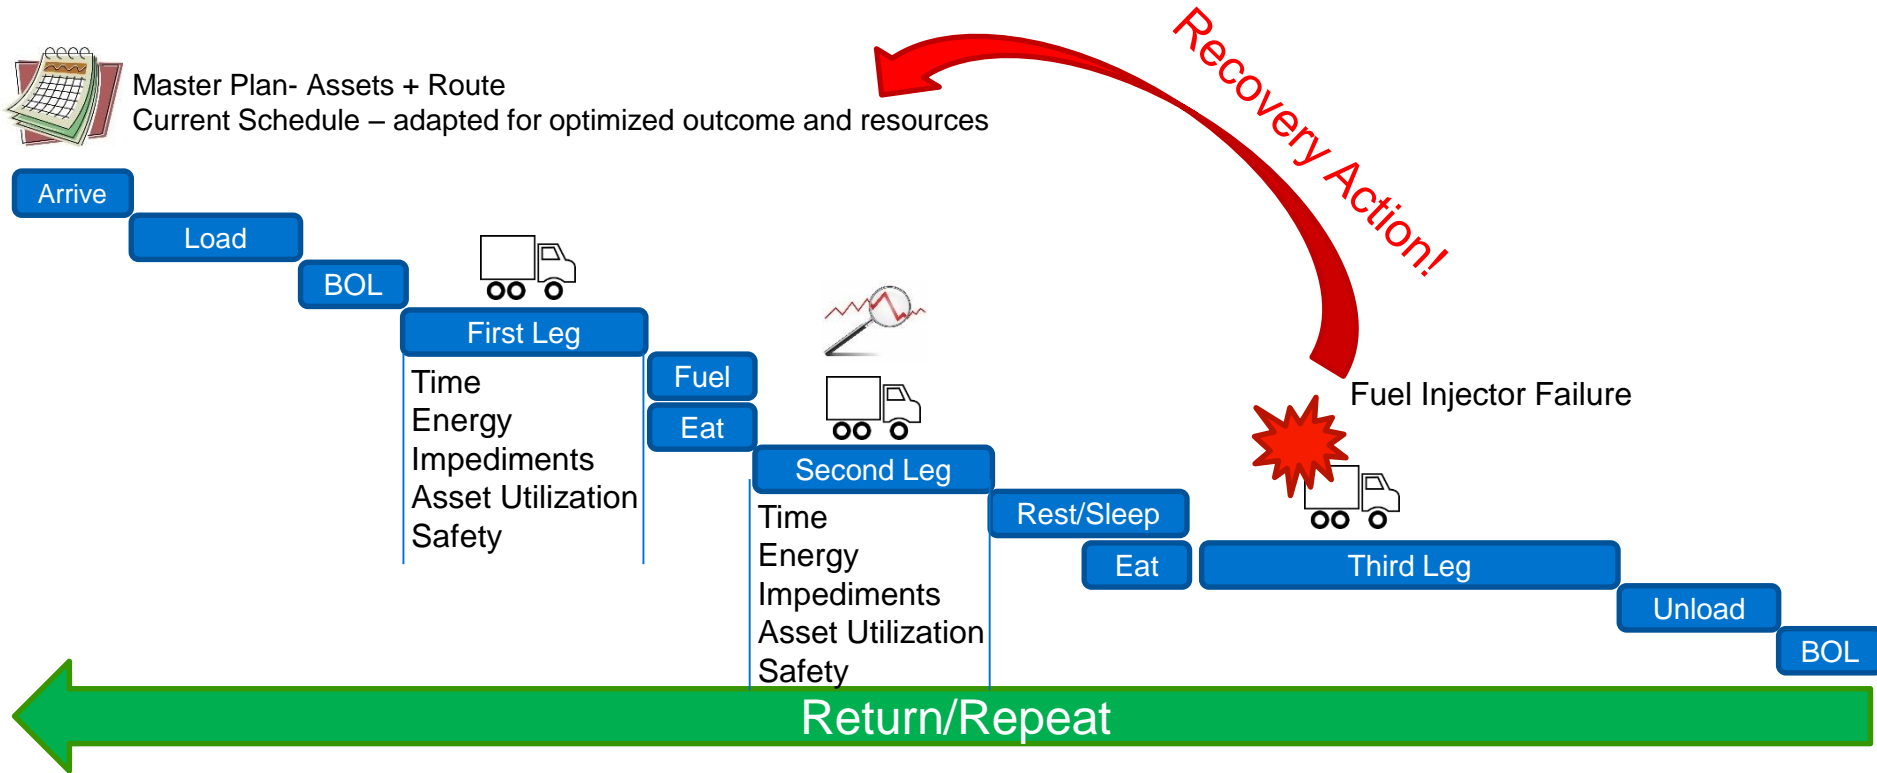 Recovery Action!
Master Plan- Assets + Route
Current Schedule – adapted for optimized outcome and resources
Arrive
Load
BOL
First Leg
Time
Energy
Impediments
Asset Utilization
Safety
Fuel
Eat
Second Leg
Time
Energy
Impediments
Asset Utilization
Safety
Rest/Sleep
Eat
Fuel Injector Failure
Third Leg
Unload
BOL
Return/Repeat